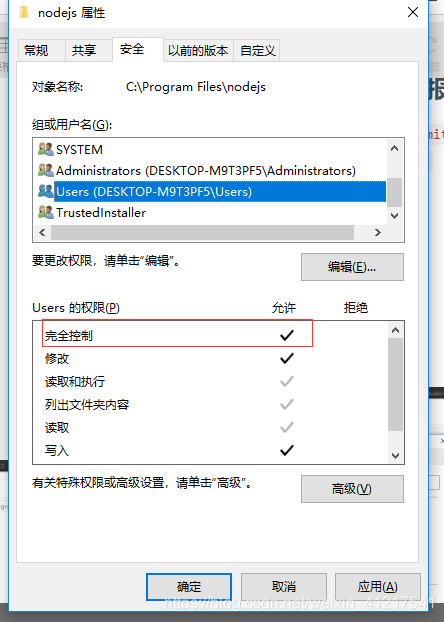 nodejs 属性
常规 共享 安全 以前的版本 自定义
对象名称: C:\Program Files\nodejs
组或用户名(G):
SYSTEM
Administrators (DESKTOP-M9T3PF5\Administrators)
Users (DESKTOP-M9T3PF5\Users)
TrustedInstaller
要更改权限，请单击“编辑”。
编辑(E)...
Users 的权限(P) 允许 拒绝
完全控制
修改
读取和执行
列出文件夹内容
读取
写入
有关特殊权限或高级设置，请单击“高级”。
高级(V)
确定 取消 应用(A)
https://blog.csdn.net/weixin_41217541